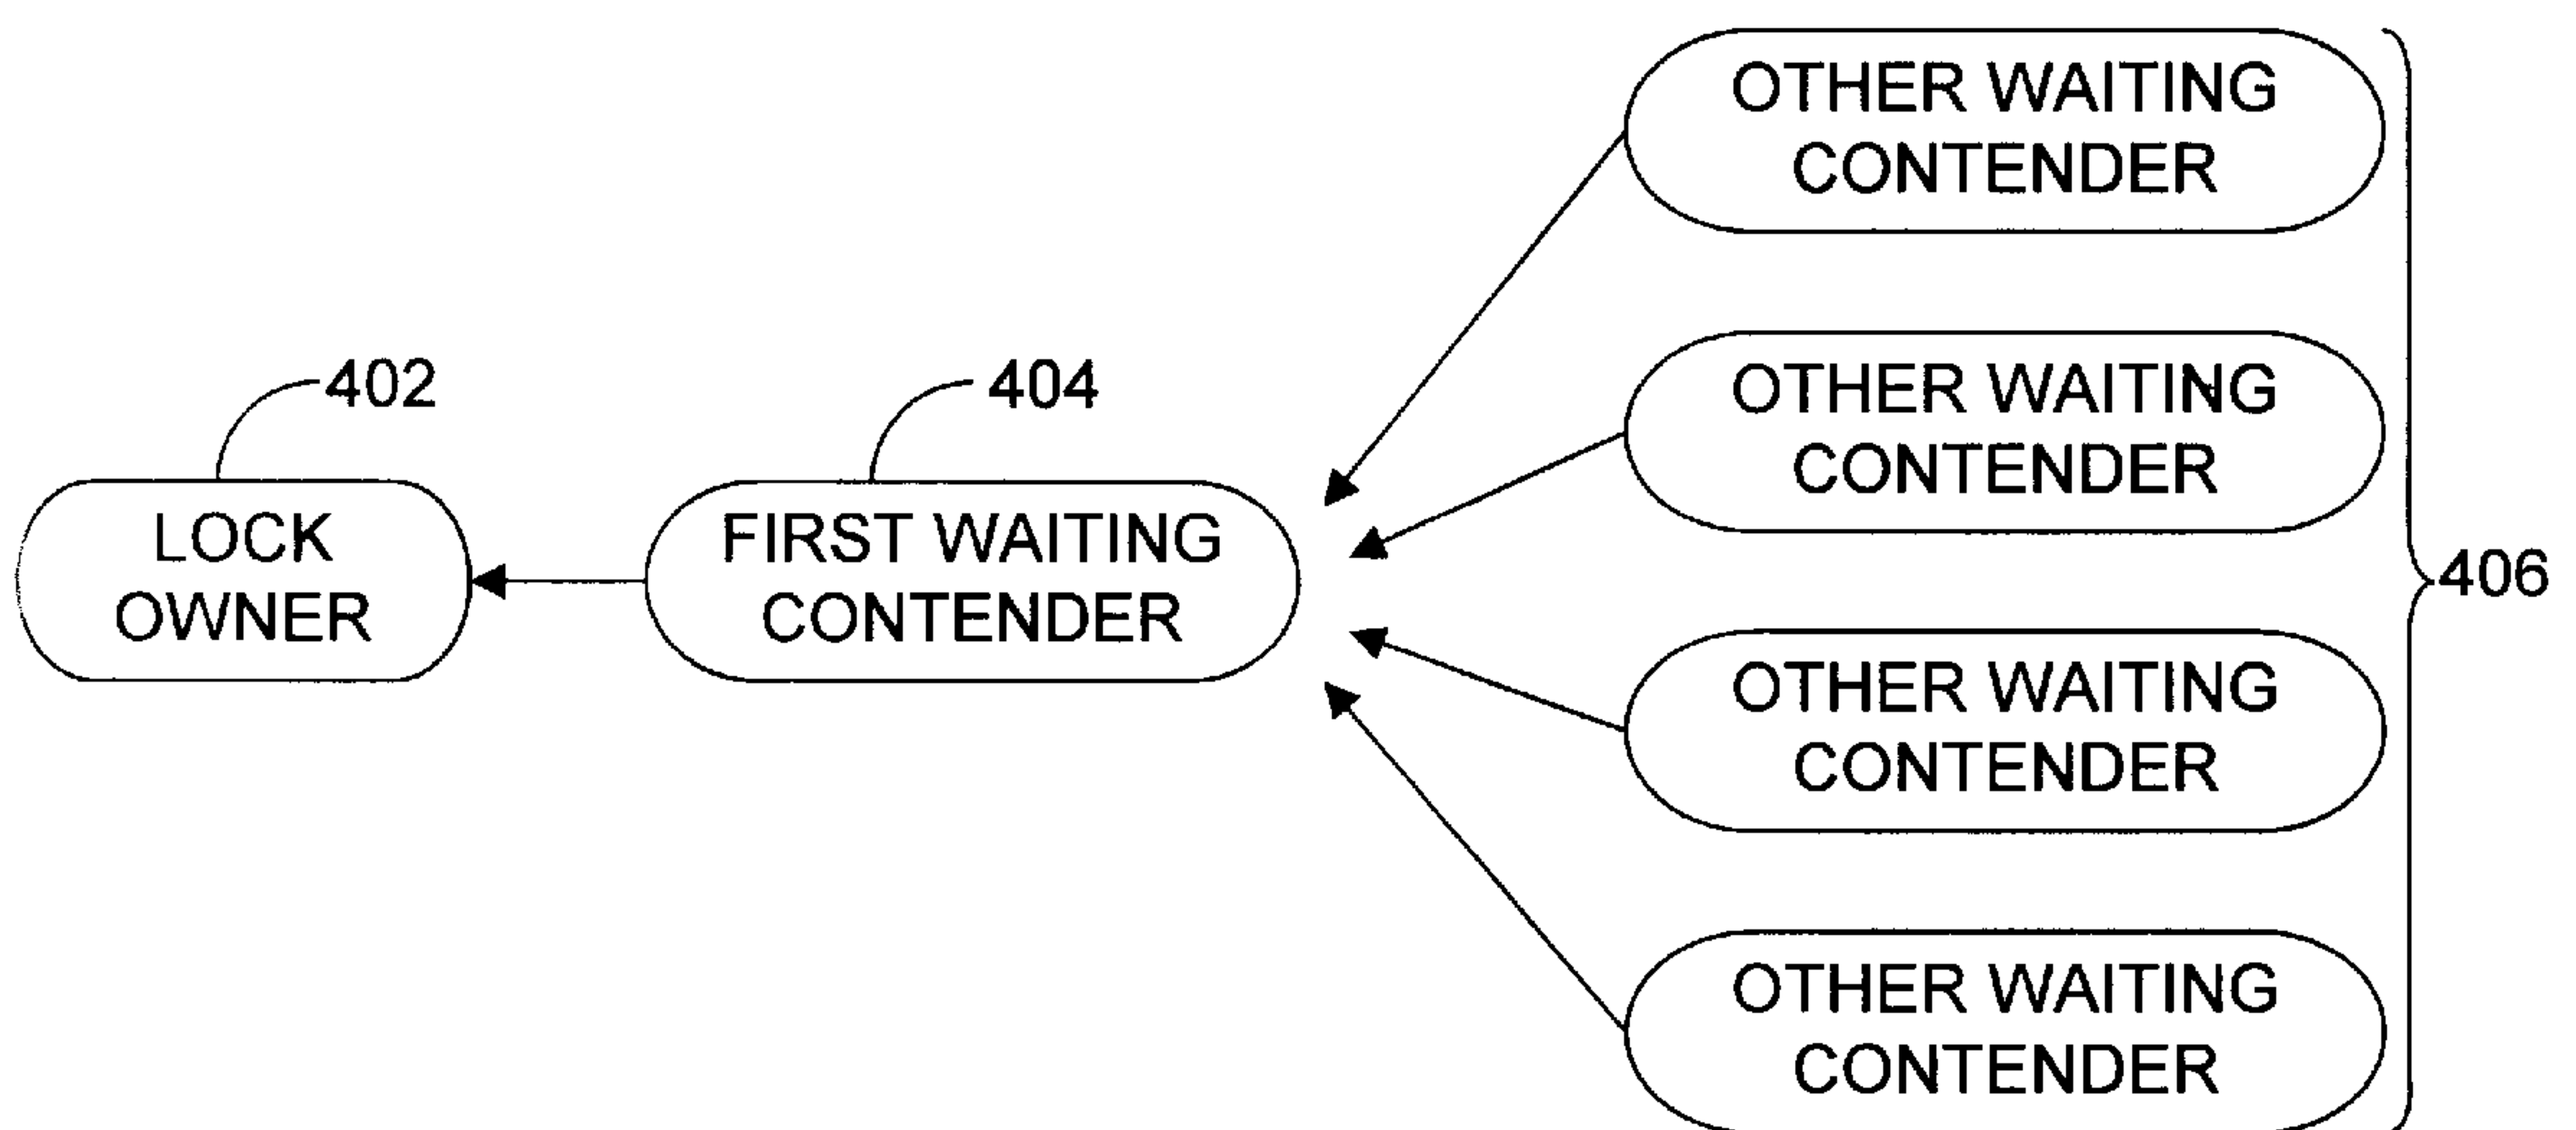 OTHER WAITING
CONTENDER
OTHER WAITING
CONTENDER
402
404
LOCK
OWNER
FIRST WAITING
CONTENDER
406
OTHER WAITING
CONTENDER
OTHER WAITING
CONTENDER